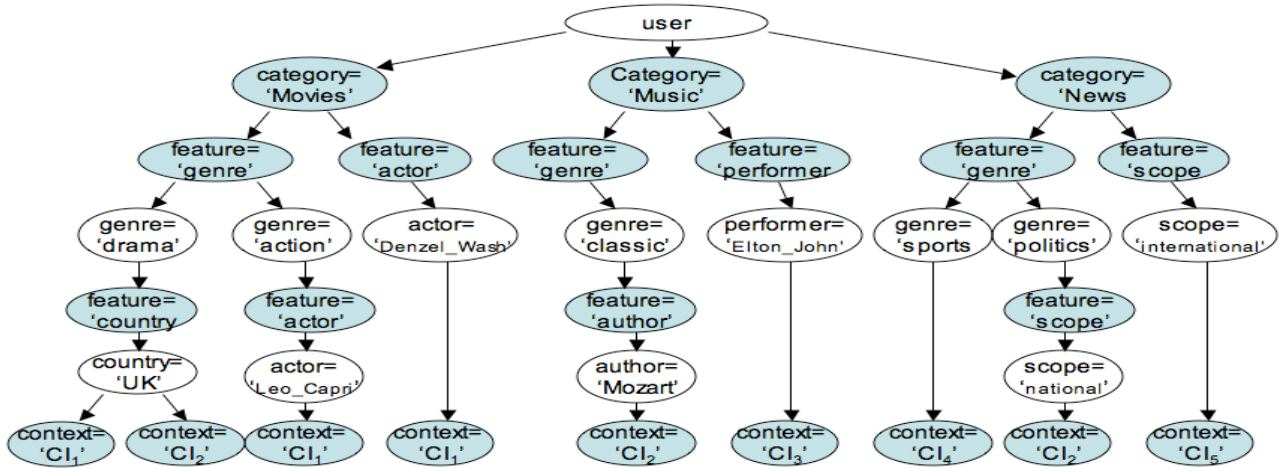 user
category=
‘Movies’
Category=
‘Music’
category=
‘News
feature=
‘genre’
feature=
‘actor’
feature=
‘genre’
feature=
‘performer
feature=
‘genre’
feature=
‘scope
genre=
‘drama’
genre=
‘action’
actor=
‘Denzel_Wash’
genre=
‘classic’
performer=
‘Elton_John’
genre=
‘sports
genre=
‘politics’
scope=
‘international’
feature=
‘country
feature=
‘actor’
feature=
‘author’
feature=
‘scope’
country=
‘UK’
actor=
‘Leo_Capri’
author=
‘Mozart’
scope=
‘national’
context=
‘CI₁’
context=
‘CI₂’
context=
‘CI₁’
context=
‘CI₁’
context=
‘CI₂’
context=
‘CI₃’
context=
‘CI₄’
context=
‘CI₂’
context=
‘CI₅’